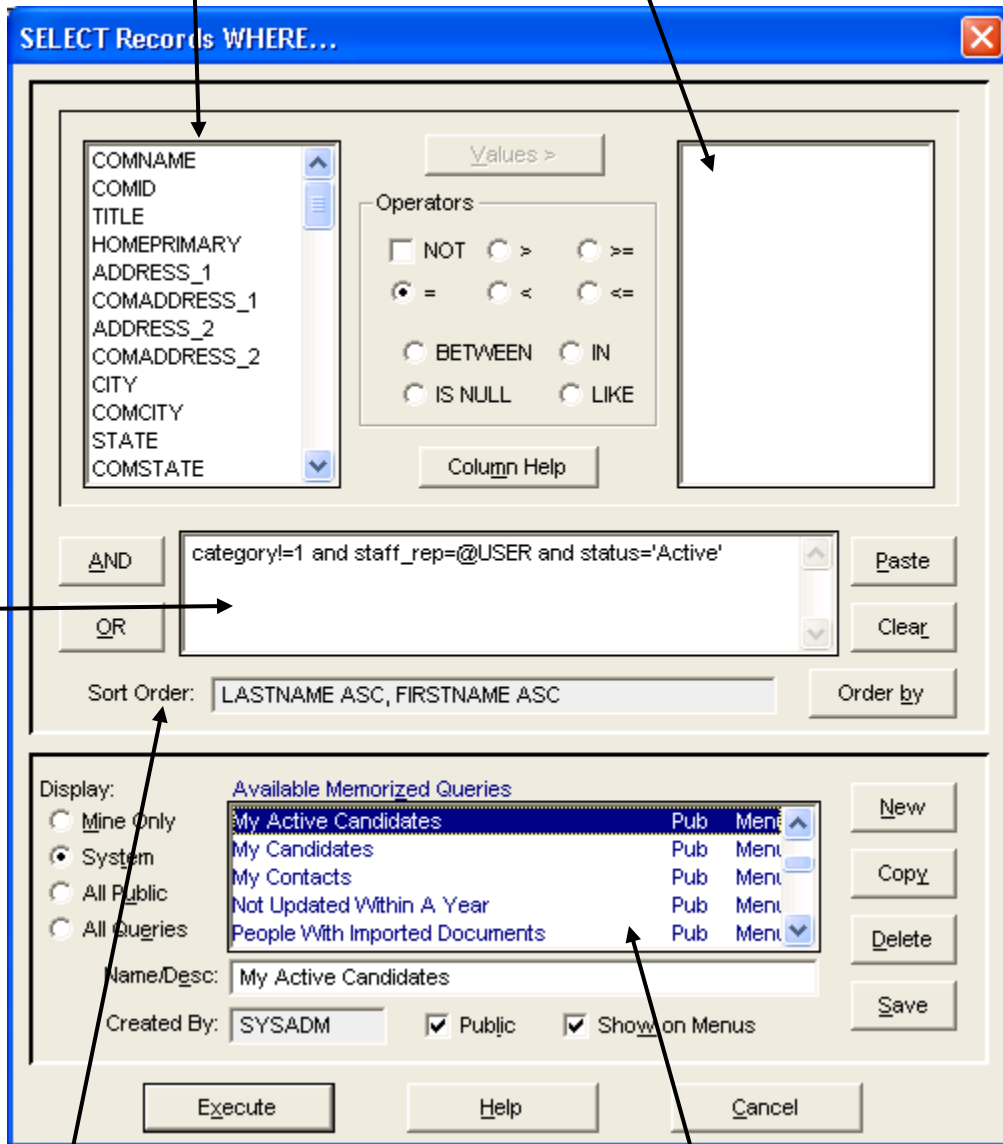 SELECT Records WHERE...
COMNAME
COMID
TITLE
HOMEPRIMARY
ADDRESS_1
COMADDRESS_1
ADDRESS_2
COMADDRESS_2
CITY
COMCITY
STATE
COMSTATE
Values >
Operators
NOT > >=
= < <=
BETWEEN IN
IS NULL LIKE
Column Help
AND
OR
category!=1 and staff_rep=@USER and status='Active'
Paste
Clear
Sort Order: LASTNAME ASC, FIRSTNAME ASC Order by
Display:
Mine Only
System
All Public
All Queries
Available Memorized Queries
My Active Candidates Pub Menu
My Candidates Pub Menu
My Contacts Pub Menu
Not Updated Within A Year Pub Menu
People With Imported Documents Pub Menu
New
Copy
Delete
Save
Name/Desc: My Active Candidates
Created By: SYSADM Public Show on Menus
Execute Help Cancel